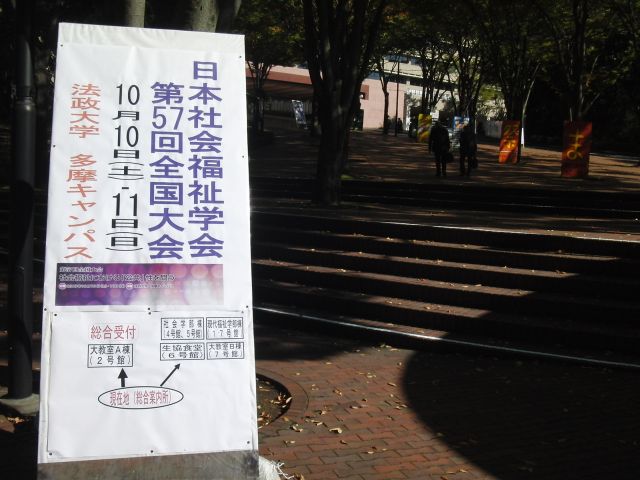 日本社会福祉学会
第57回全国大会
10月10日(土)-11日(日)
法政大学 多摩キャンパス
総合受付
大教室A棟
(2号館)
社会学部棟
(4号館、5号館)
現代福祉学部棟
17号館
生協食堂
(6号館)
大教室B棟
(7号館)
現在地(総合案内所)